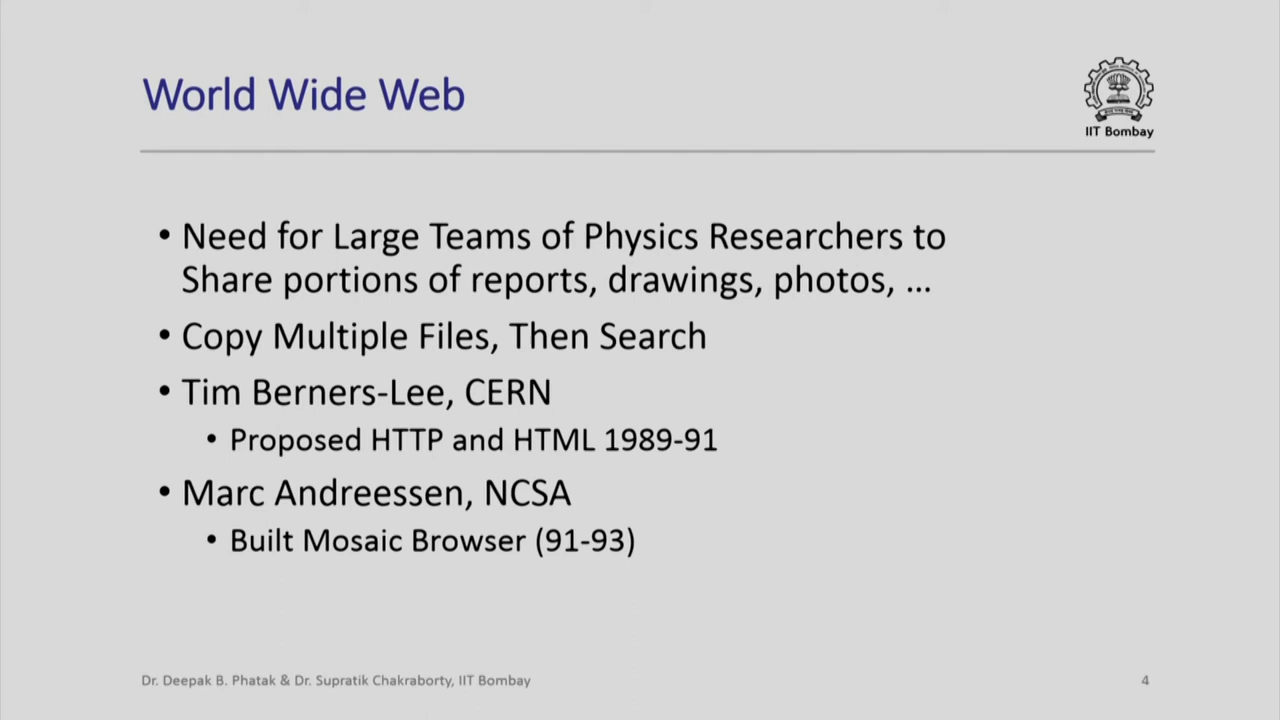 World Wide Web
IIT Bombay
• Need for Large Teams of Physics Researchers to
Share portions of reports, drawings, photos, ...
• Copy Multiple Files, Then Search
• Tim Berners-Lee, CERN
• Proposed HTTP and HTML 1989-91
• Marc Andreessen, NCSA
• Built Mosaic Browser (91-93)
Dr. Deepak B. Phatak & Dr. Supratik Chakraborty, IIT Bombay
4